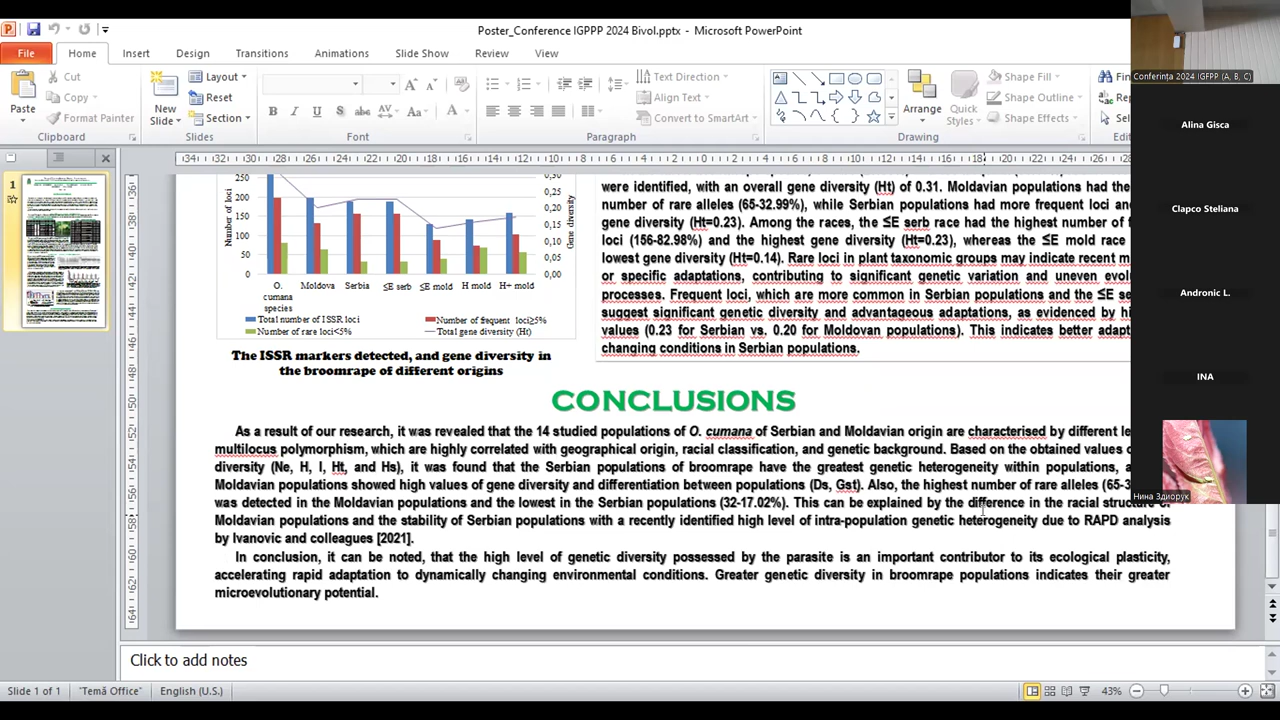 Poster_Conference IGPPP 2024 Bivol.pptx - Microsoft PowerPoint
File Home Insert Design Transitions Animations Slide Show Review View
Paste
Cut
Copy
Format Painter
Clipboard
New
Slide
Layout
Reset
Section
Slides
B I U S abc AV Aa A
Font
Text Direction
Align Text
Convert to SmartArt
Paragraph
Arrange
Quick
Styles
Shape Fill
Shape Outline
Shape Effects
Drawing
Conferința 2024 IGFPP (A, B, C)
Alina Gisca
Clapco Steliana
Andronic L.
INA
Нина Здиорук
1
Number of loci
250
200
150
100
50
0
0,30
0,25
0,20
0,15
0,10
0,05
0,00
Gene diversity
O. cumana species
Moldova
Serbia
≤E serb
≤E mold
H mold
H+ mold
Total number of ISSR loci
Number of frequent loci≥5%
Number of rare loci<5%
Total gene diversity (Ht)
The ISSR markers detected, and gene diversity in
the broomrape of different origins
were identified, with an overall gene diversity (Ht) of 0.31. Moldavian populations had the
number of rare alleles (65-32.99%), while Serbian populations had more frequent loci and
gene diversity (Ht=0.23). Among the races, the ≤E serb race had the highest number of
loci (156-82.98%) and the highest gene diversity (Ht=0.23), whereas the ≤E mold race
lowest gene diversity (Ht=0.14). Rare loci in plant taxonomic groups may indicate recent
or specific adaptations, ontributing to significant genetic variation and uneven
processes. Frequent loci, which are more common in Serbian populations and the ≤E
suggest significant genetic diversity and advantageous adaptations, as evidenced by
values (0.23 for Serbian vs. 0.20 for Moldovan populations). This indicates better
changing conditions in Serbian populations.
CONCLUSIONS
As a result of our research, it was revealed that the 14 studied populations of O. cumana of Serbian and Moldavian origin are characterised by different
multilocus polymorphism, which are highly correlated with geographical origin, racial classification, and genetic background. Based on the obtained values
diversity (Ne, H, I, Ht, and Hs), it was found that the Serbian populations of broomrape have the greatest genetic heterogeneity within populations,
Moldavian populations showed high values of gene diversity and differentiation between populations (Ds, Gst). Also, the highest number of rare alleles (65-3
was detected in the Moldavian populations and the lowest in the Serbian populations (32-17.02%). This can be explained by the difference in the racial structure
Moldavian populations and the stability of Serbian populations with a recently identified high level of intra-population genetic heterogeneity due to RAPD analysis
by Ivanovic and colleagues [2021].
In conclusion, it can be noted, that the high level of genetic diversity possessed by the parasite is an important contributor to its ecological plasticity,
accelerating rapid adaptation to dynamically changing environmental conditions. Greater genetic diversity in broomrape populations indicates their greater
microevolutionary potential.
Click to add notes
Slide 1 of 1 "Temă Office" English (U.S.) 43%